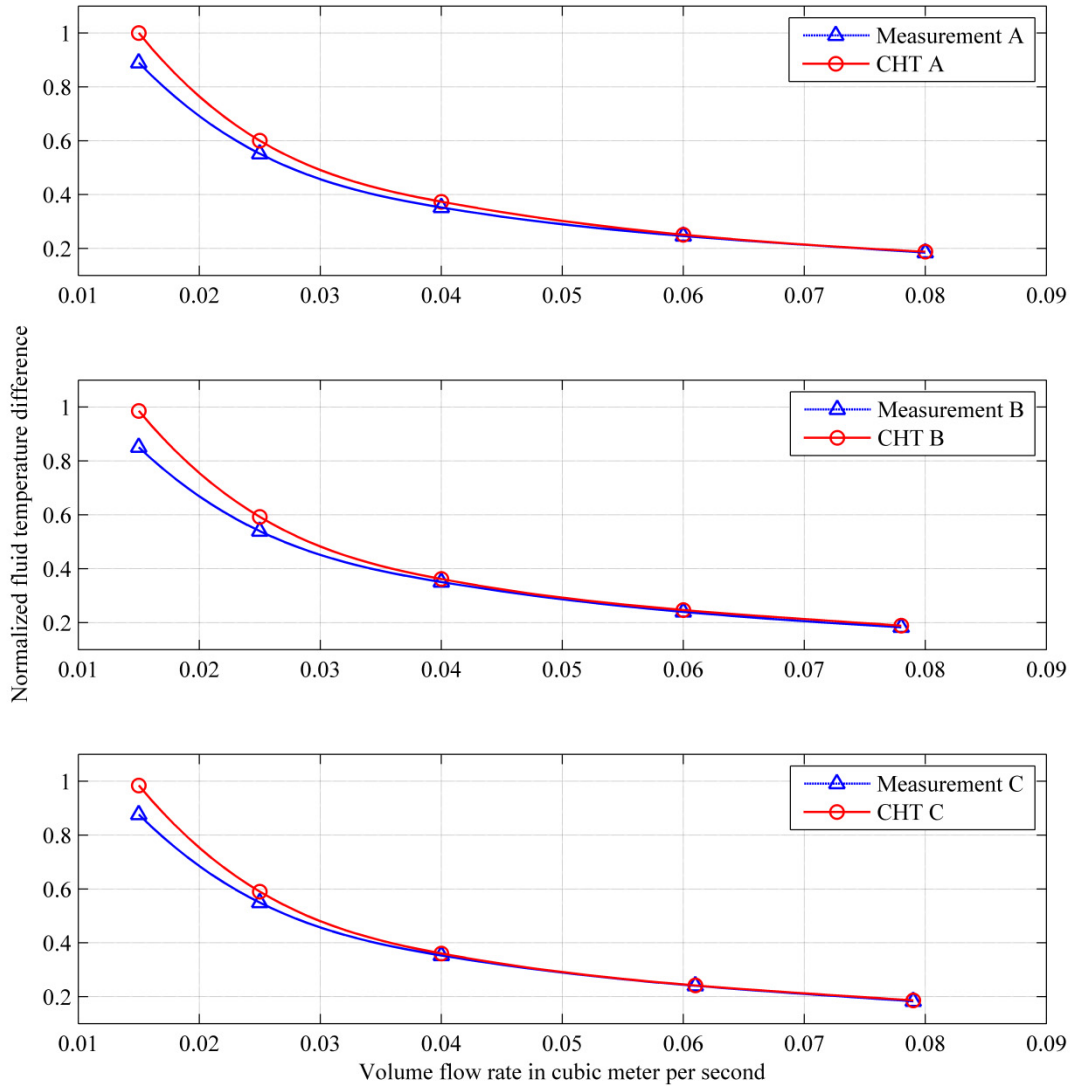 1
0.8
0.6
0.4
0.2
0.01 0.02 0.03 0.04 0.05 0.06 0.07 0.08 0.09
Measurement A
CHT A
Normalized fluid temperature difference
1
0.8
0.6
0.4
0.2
0.01 0.02 0.03 0.04 0.05 0.06 0.07 0.08 0.09
Measurement B
CHT B
1
0.8
0.6
0.4
0.2
0.01 0.02 0.03 0.04 0.05 0.06 0.07 0.08 0.09
Measurement C
CHT C
Volume flow rate in cubic meter per second